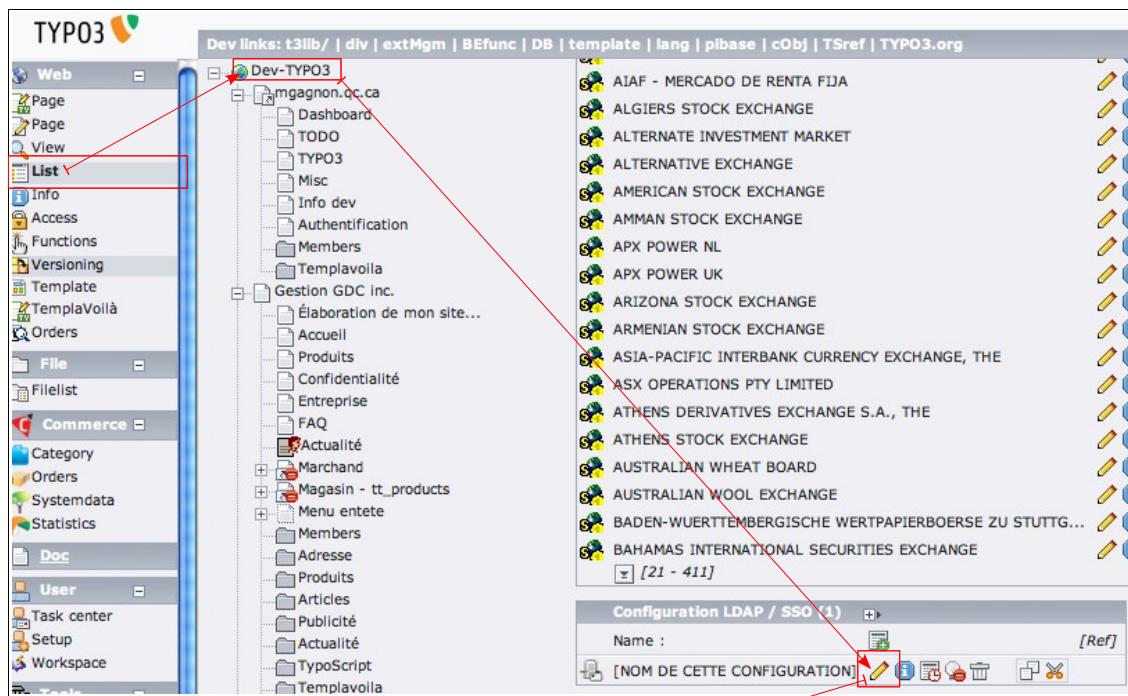 TYPO3
Dev links: t3lib/ | div | extMgm | BEfunc | DB | template | lang | pibase | cObj | TSref | TYPO3.org
Web
Page
Page
View
List
Info
Access
Functions
Versioning
Template
TemplaVoilà
Orders
File
Filelist
Commerce
Category
Orders
Systemdata
Statistics
Doc
User
Task center
Setup
Workspace
Tools
Dev-TYPO3
mgagnon.qc.ca
Dashboard
TODO
TYPO3
Misc
Info dev
Authentification
Members
Templavoila
Gestion GDC inc.
Élaboration de mon site...
Accueil
Produits
Confidentialité
Entreprise
FAQ
Actualité
Marchand
Magasin - tt_products
Menu entete
Members
Adresse
Produits
Articles
Publicité
Actualité
TypoScript
Templavoila
AIAF - MERCADO DE RENTA FIJA
ALGIERS STOCK EXCHANGE
ALTERNATE INVESTMENT MARKET
ALTERNATIVE EXCHANGE
AMERICAN STOCK EXCHANGE
AMMAN STOCK EXCHANGE
APX POWER NL
APX POWER UK
ARIZONA STOCK EXCHANGE
ARMENIAN STOCK EXCHANGE
ASIA-PACIFIC INTERBANK CURRENCY EXCHANGE, THE
ASX OPERATIONS PTY LIMITED
ATHENS DERIVATIVES EXCHANGE S.A., THE
ATHENS STOCK EXCHANGE
AUSTRALIAN WHEAT BOARD
AUSTRALIAN WOOL EXCHANGE
BADEN-WUERTTEMBERGISCHE WERTPAPIERBOERSE ZU STUTTG...
BAHAMAS INTERNATIONAL SECURITIES EXCHANGE
[21 - 411]
Configuration LDAP / SSO (1)
Name : [Ref]
[NOM DE CETTE CONFIGURATION]